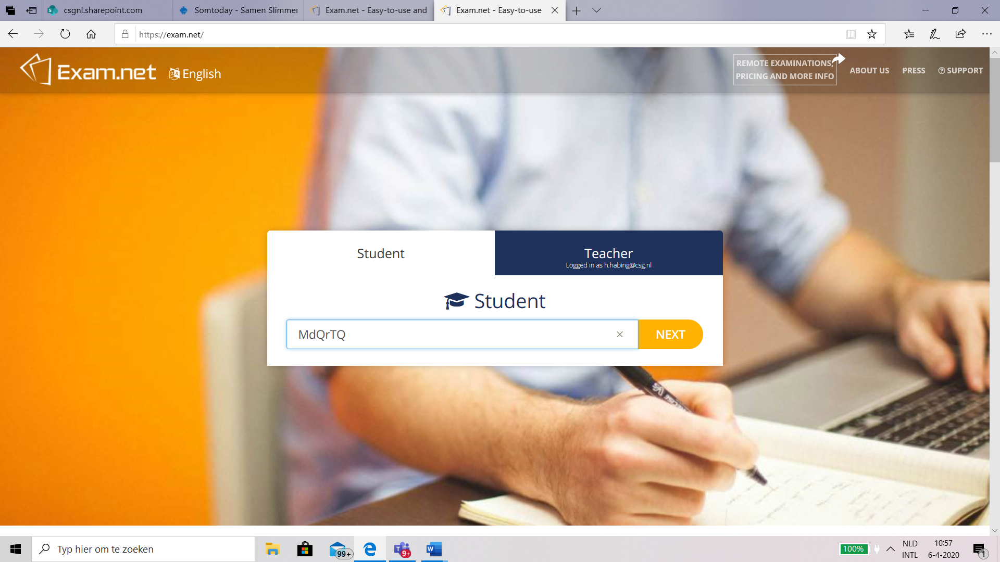 csgnl.sharepoint.com
Somtoday - Samen Slimmer
Exam.net - Easy-to-use and
Exam.net - Easy-to-use
https://exam.net/
Exam.net
English
REMOTE EXAMINATIONS,
PRICING AND MORE INFO
ABOUT US
PRESS
SUPPORT
Student
Teacher
Logged in as h.habing@csg.nl
Student
MdQrTQ
NEXT
Typ hier om te zoeken
99+
9+
100%
NLD
INTL
10:57
6-4-2020
1